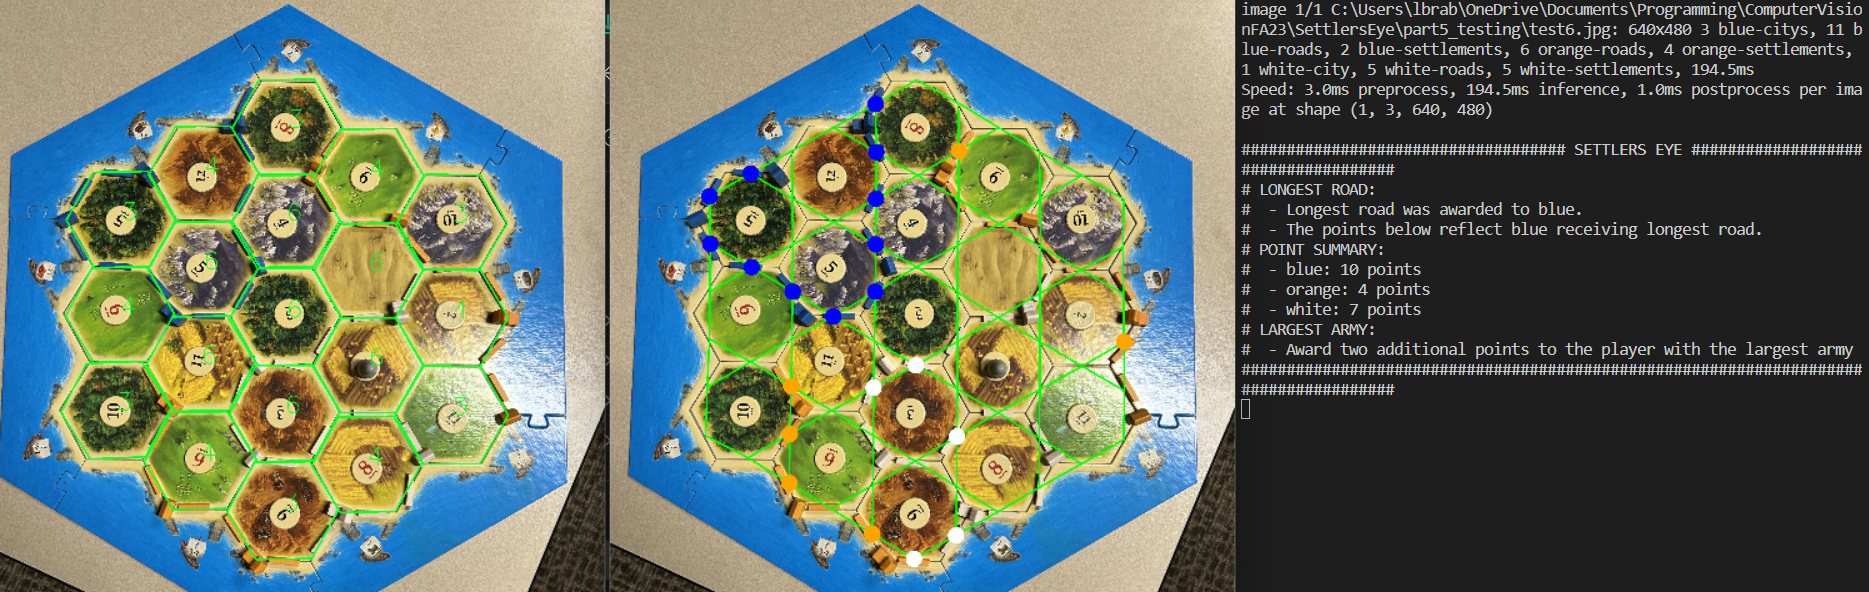 image 1/1 C:\Users\lbrab\OneDrive\Documents\Programming\ComputerVisio
nFA23\SettlersEye\part5_testing\test6.jpg: 640x480 3 blue-citys, 11 b
lue-roads, 2 blue-settlements, 6 orange-roads, 4 orange-settlements,
1 white-city, 5 white-roads, 5 white-settlements, 194.5ms
Speed: 3.0ms preprocess, 194.5ms inference, 1.0ms postprocess per ima
ge at shape (1, 3, 640, 480)
##################################### SETTLERS EYE ###################
#################
# LONGEST ROAD:
#  - Longest road was awarded to blue.
#  - The points below reflect blue receiving longest road.
# POINT SUMMARY:
#  - blue: 10 points
#  - orange: 4 points
#  - white: 7 points
# LARGEST ARMY:
#  - Award two additional points to the player with the largest army
#####################################################################
#################